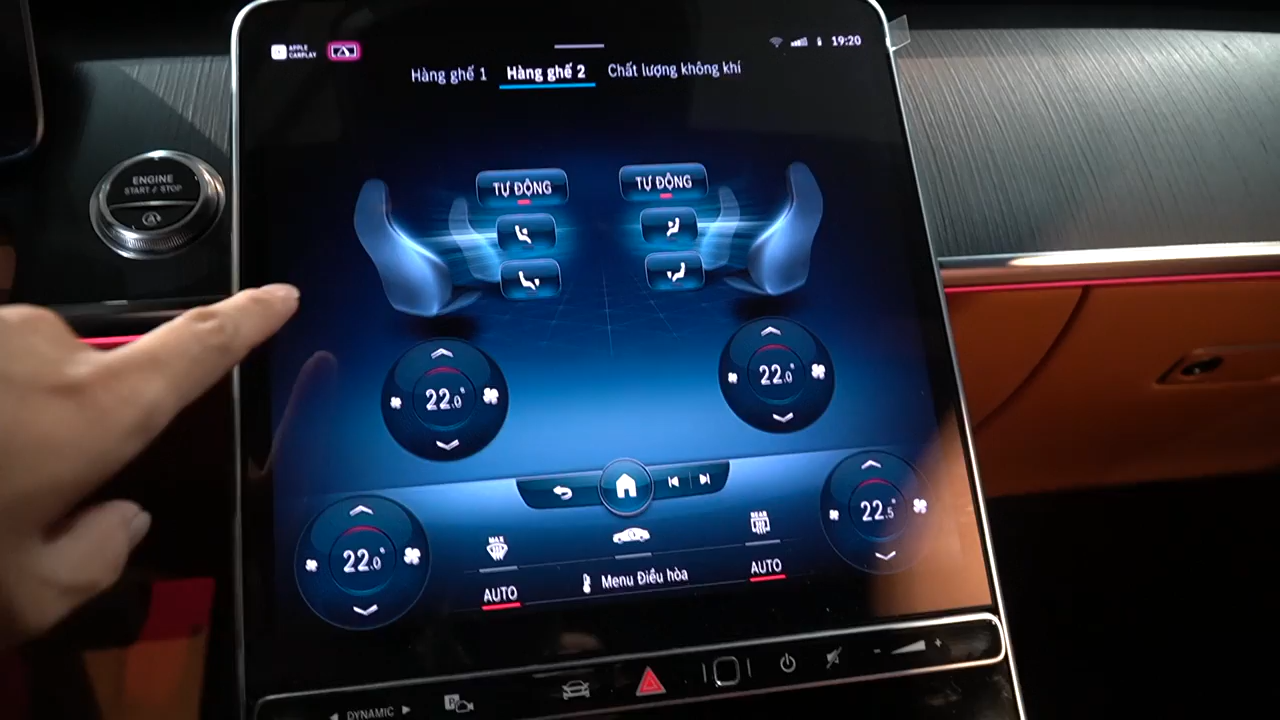 APPLE
CARPLAY
19:20
Hàng ghế 1
Hàng ghế 2
Chất lượng không khí
ENGINE
START STOP
A
TỰ ĐỘNG
TỰ ĐỘNG
22.0°
22.0°
22.0°
22.5°
MAX
REAR
AUTO
Menu Điều hòa
AUTO
DYNAMIC
P
- +